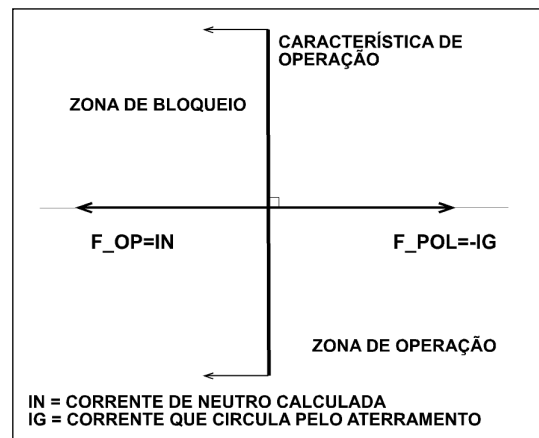 CARACTERÍSTICA DE
OPERAÇÃO
ZONA DE BLOQUEIO
F_OP=IN
F_POL=-IG
ZONA DE OPERAÇÃO
IN = CORRENTE DE NEUTRO CALCULADA
IG = CORRENTE QUE CIRCULA PELO ATERRAMENTO